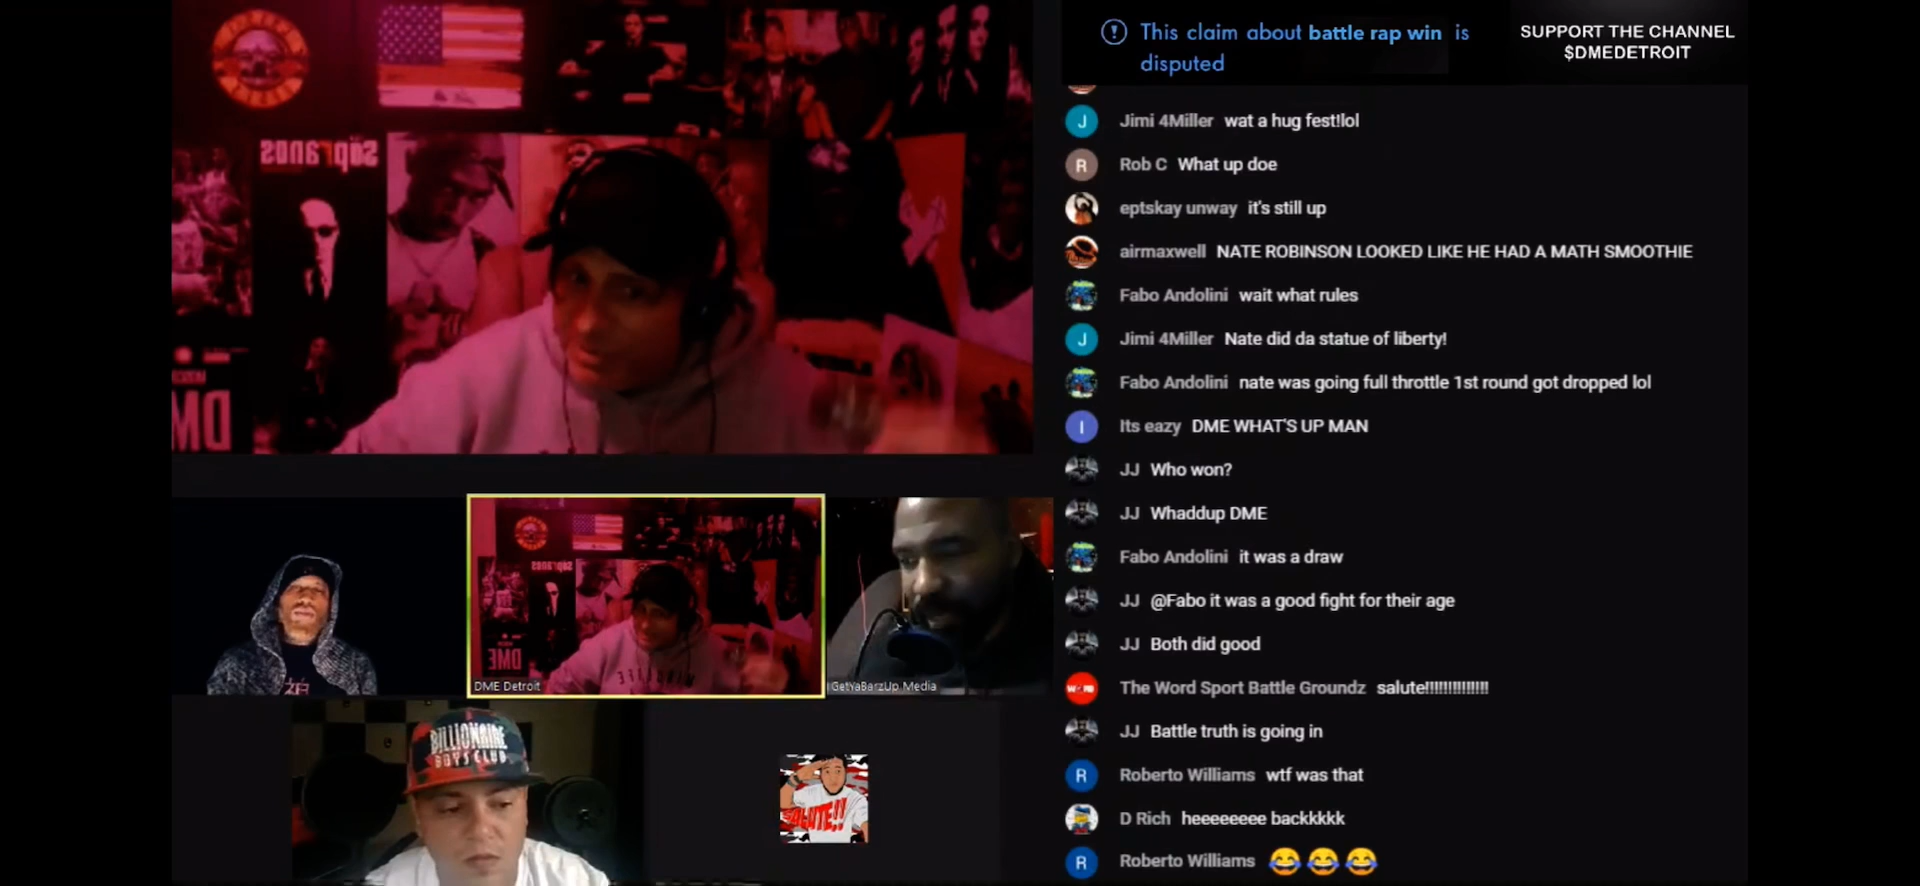 This claim about battle rap win is
disputed
SUPPORT THE CHANNEL
$DMEDETROIT
Jimi 4Miller wat a hug fest!lol
Rob C What up doe
eptskay unway it's still up
airmaxwell NATE ROBINSON LOOKED LIKE HE HAD A MATH SMOOTHIE
Fabo Andolini wait what rules
Jimi 4Miller Nate did da statue of liberty!
Fabo Andolini nate was going full throttle 1st round got dropped lol
Its eazy DME WHAT'S UP MAN
JJ Who won?
JJ Whaddup DME
Fabo Andolini it was a draw
JJ @Fabo it was a good fight for their age
JJ Both did good
The Word Sport Battle Groundz salute!!!!!!!!!!!!!!
JJ Battle truth is going in
Roberto Williams wtf was that
D Rich heeeeeeee backkkkk
Roberto Williams 😂😂😂
Sopranos
DME
DME
DME Detroit
GetYaBarzUp Media
BILLIONAIRE
BOYS CLUB
SALUTE!!